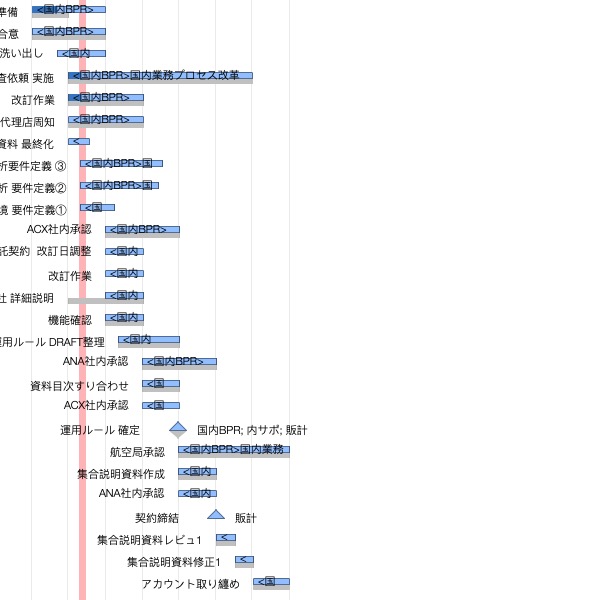 準備 <国内BPR>
合意 <国内BPR>
洗い出し <国内
査依頼 実施 <国内BPR>国内業務プロセス改革
改訂作業 <国内BPR>
代理店周知 <国内BPR>
資料 最終化 <
析要件定義 ③ <国内BPR>国
析 要件定義② <国内BPR>国
境 要件定義① <国
ACX社内承認 <国内BPR>
託契約 改訂日調整 <国内
改訂作業 <国内
社 詳細説明 <国内
機能確認 <国内
運用ルール DRAFT整理 <国内
ANA社内承認 <国内BPR>
資料目次すり合わせ <国
ACX社内承認 <国
運用ルール 確定 国内BPR; 内サポ; 販計
航空局承認 <国内BPR>国内業務
集合説明資料作成 <国内
ANA社内承認 <国内
契約締結 販計
集合説明資料レビュ1 <
集合説明資料修正1 <
アカウント取り纏め <国